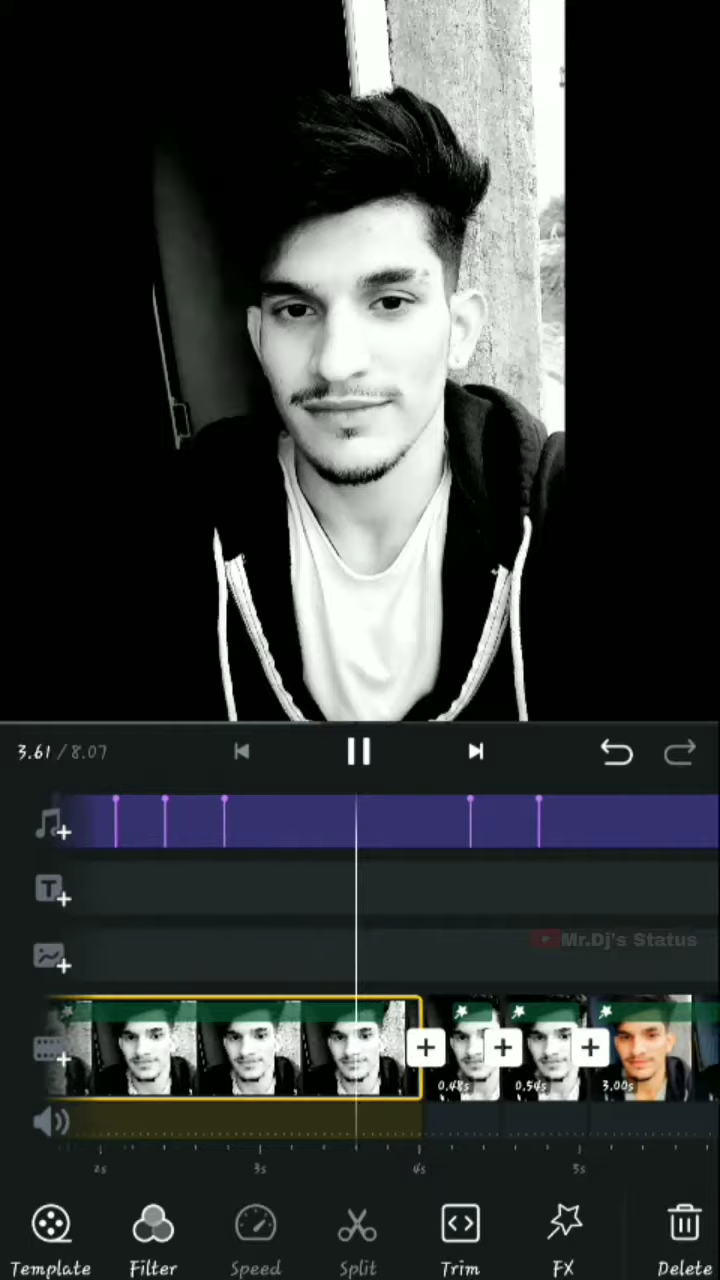 3.61 / 8.07
T
Mr.Dj's Status
0.48s
0.54s
3.00s
2s 3s 4s 5s
Template Filter Speed Split Trim FX Delete